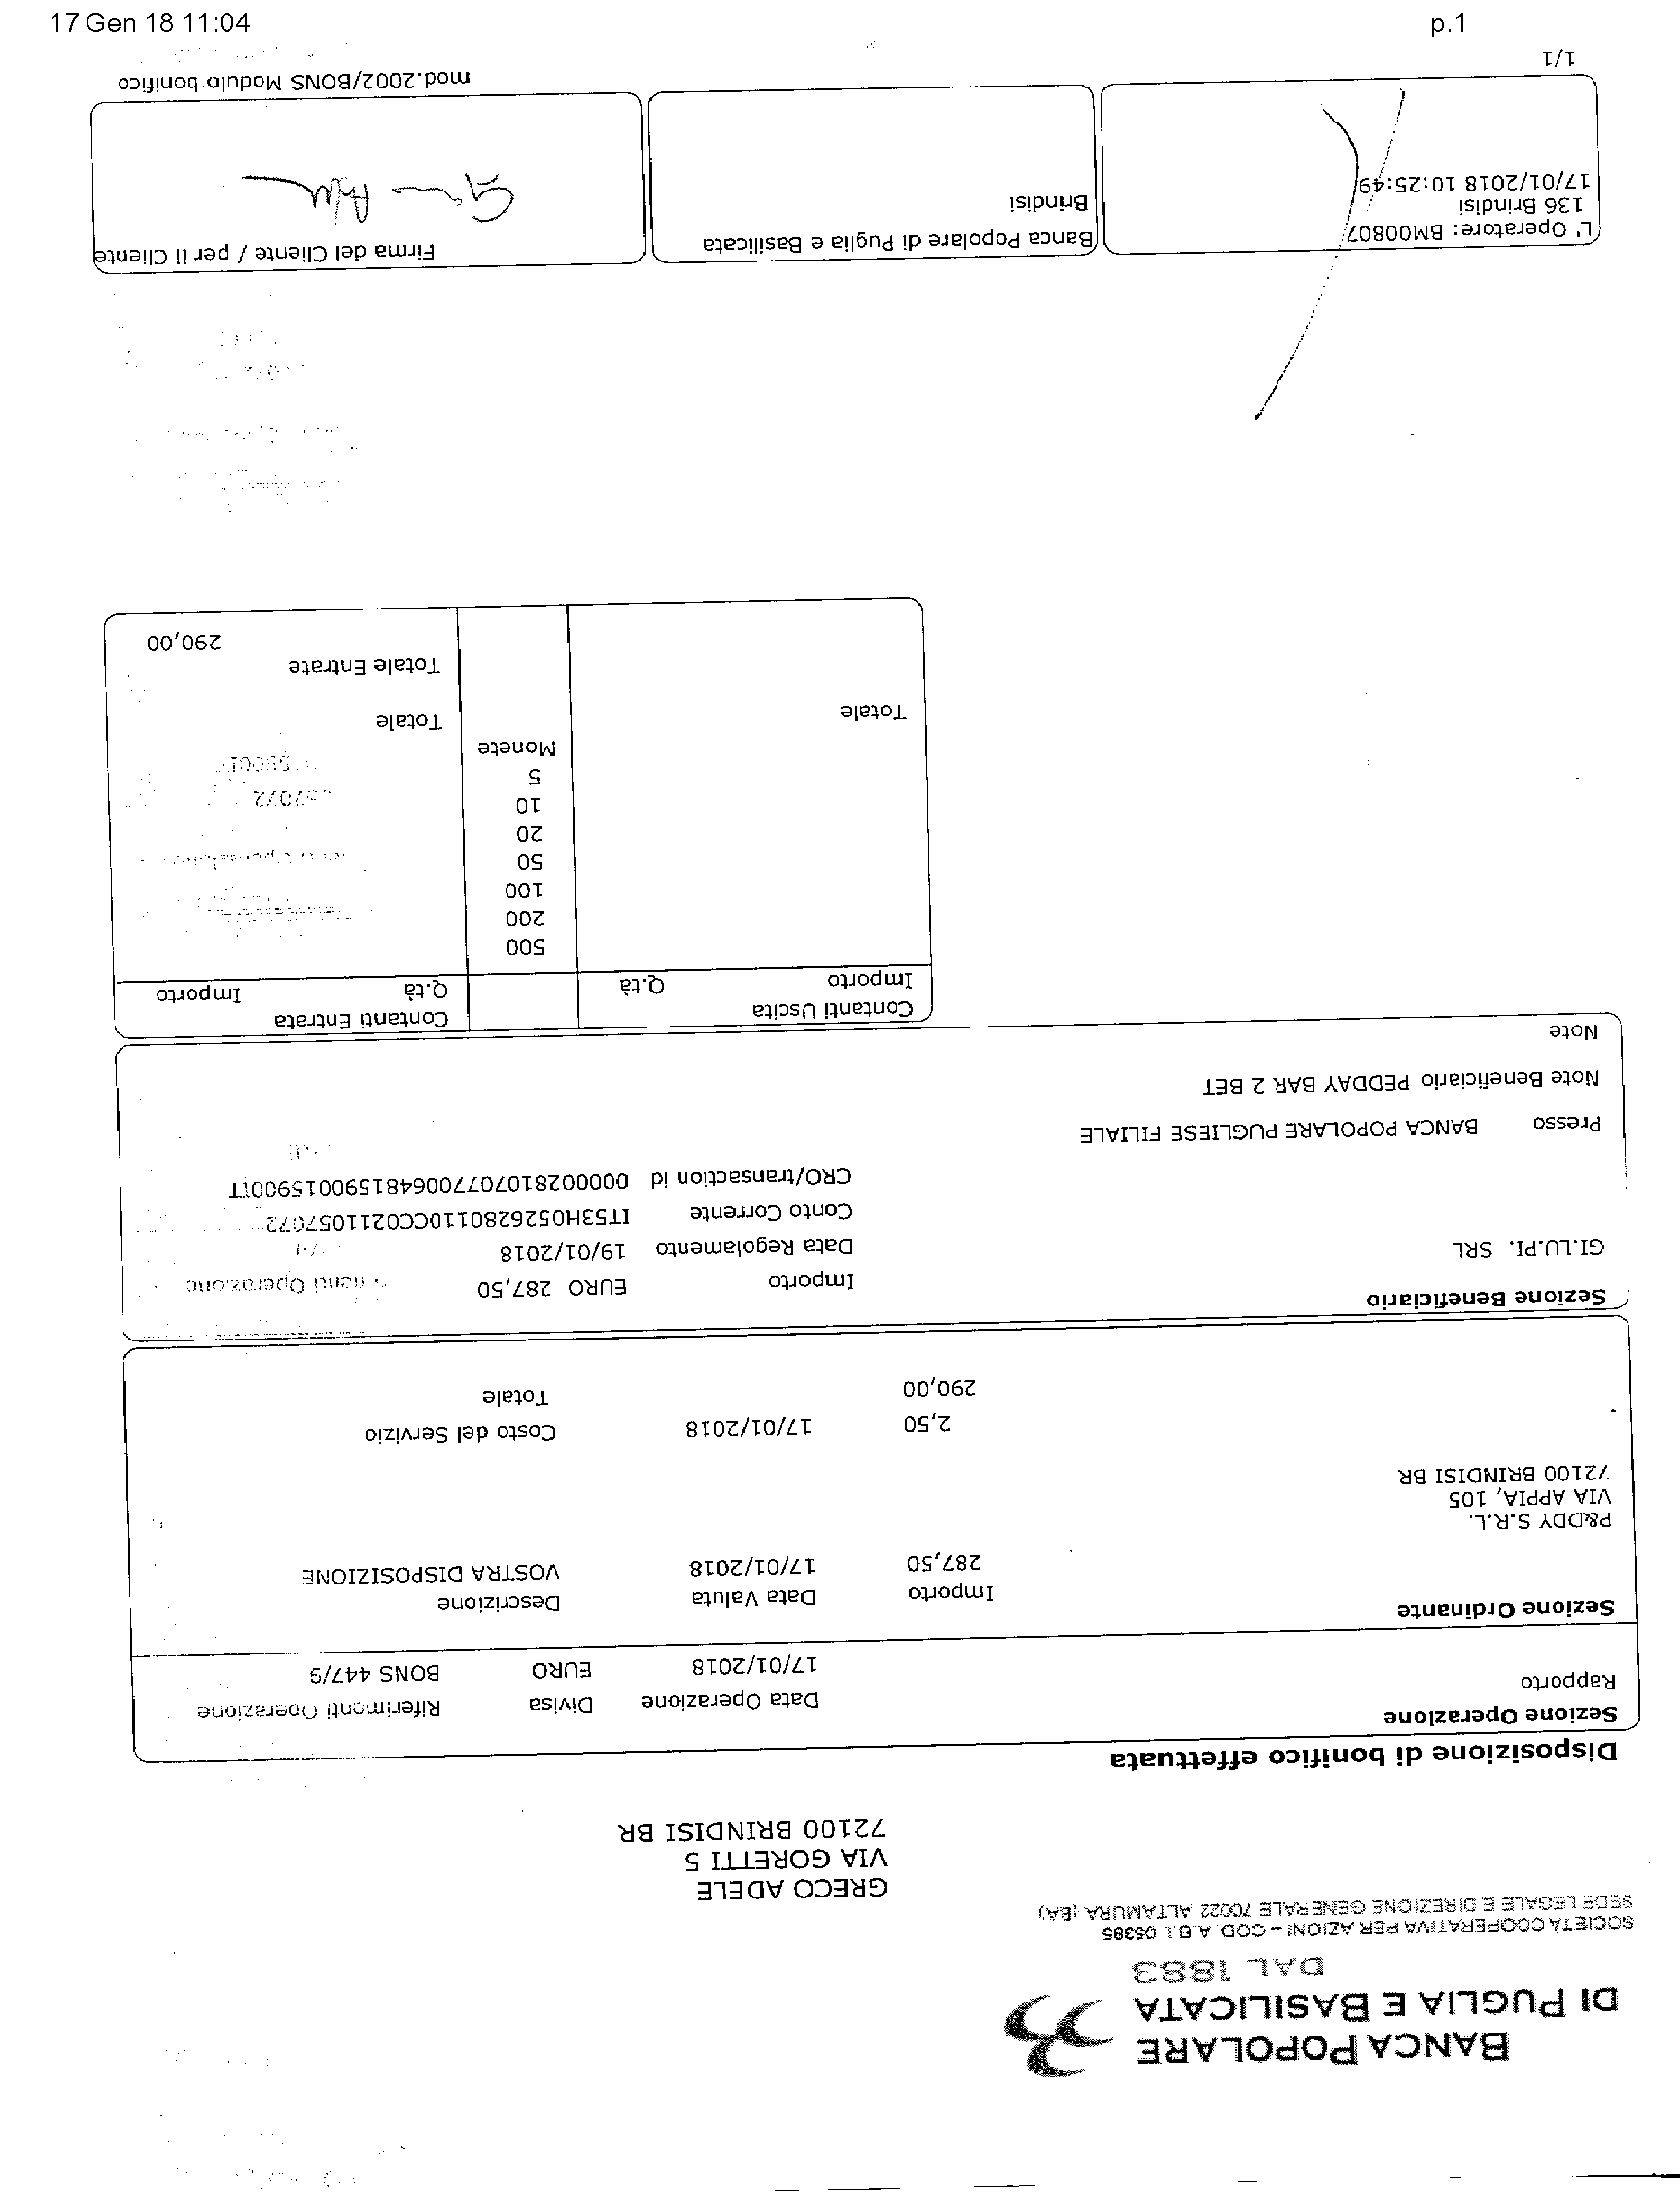 17 Gen 18 11:04 p.1
BANCA POPOLARE
DI PUGLIA E BASILICATA
DAL 1883
SOCIETÀ COOPERATIVA PER AZIONI - COD. A.B.I. 05385
SEDE LEGALE E DIREZIONE GENERALE 70022 ALTAMURA (BA)
GRECO ADELE
VIA GORETTI 5
72100 BRINDISI BR
Disposizione di bonifico effettuata
Sezione Operazione
Rapporto Data Operazione Divisa Riferimenti Operazione
17/01/2018 EURO BONS 447/9
Sezione Ordinante Importo Data Valuta Descrizione
287,50 17/01/2018 VOSTRA DISPOSIZIONE
P&DDY S.R.L.
VIA APPIA, 105
72100 BRINDISI BR
2,50 17/01/2018 Costo del Servizio
290,00 Totale
Sezione Beneficiario Importo EURO 287,50
GI.LU.PI. SRL Data Regolamento 19/01/2018
Conto Corrente IT53H0526280110CC0211057072
CRO/transaction id 0000028107077006481590015900IT
Presso BANCA POPOLARE PUGLIESE FILIALE
Note Beneficiario PEDDAY BAR 2 BET
Note
Contanti Uscita Contanti Entrata
Importo Q.tà Q.tà Importo
500
200
100
50
20
10
5
Monete
Totale Totale
Totale Entrate
290,00
L' Operatore: BM00807
136 Brindisi
17/01/2018 10:25:49
Banca Popolare di Puglia e Basilicata
Brindisi
Firma del Cliente / per il Cliente
1/1 mod.2002/BONS Modulo bonifico